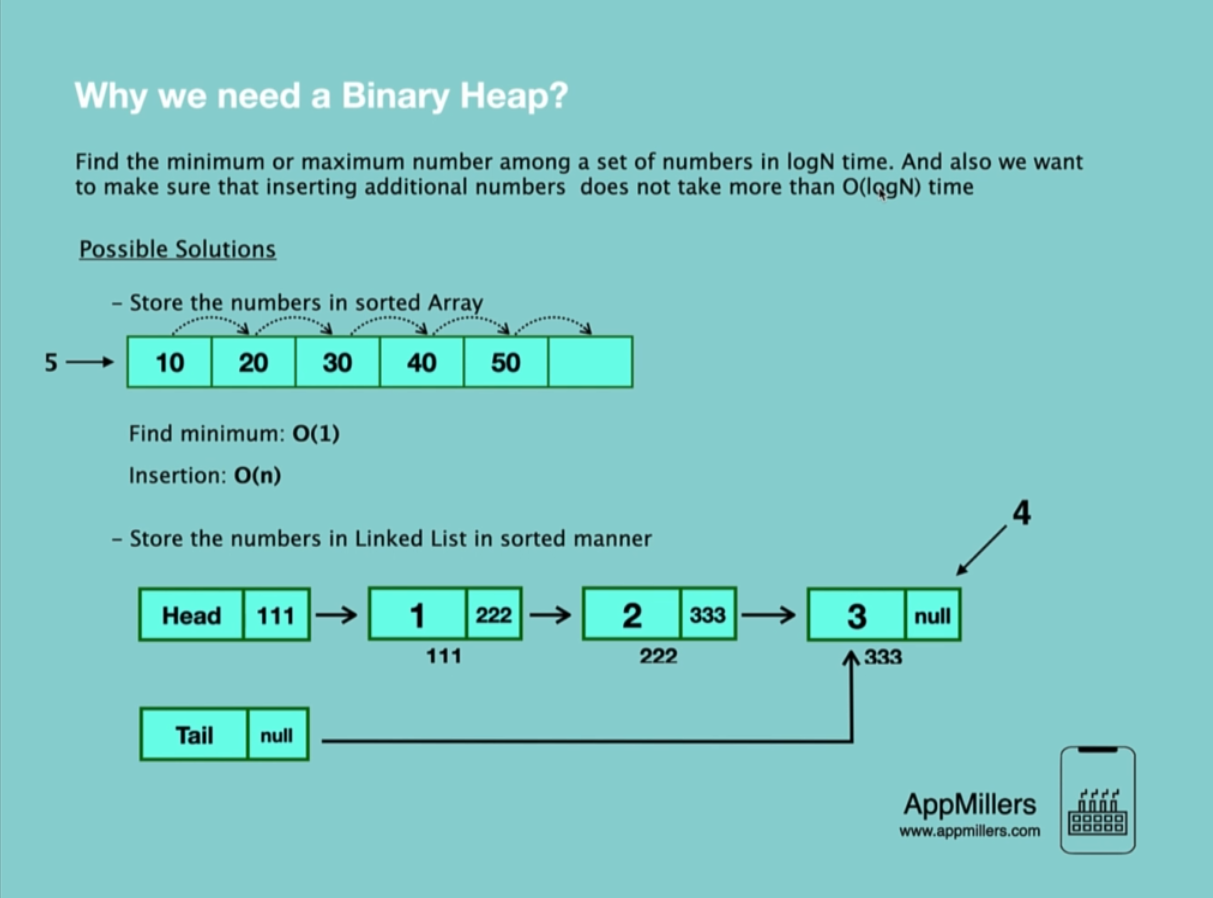 Why we need a Binary Heap?
Find the minimum or maximum number among a set of numbers in logN time. And also we want
to make sure that inserting additional numbers does not take more than O(logN) time
Possible Solutions
– Store the numbers in sorted Array
5 10 20 30 40 50
Find minimum: O(1)
Insertion: O(n)
4
– Store the numbers in Linked List in sorted manner
Head 111 1 222 2 333 3 null
111 222 333
Tail null
AppMillers
www.appmillers.com